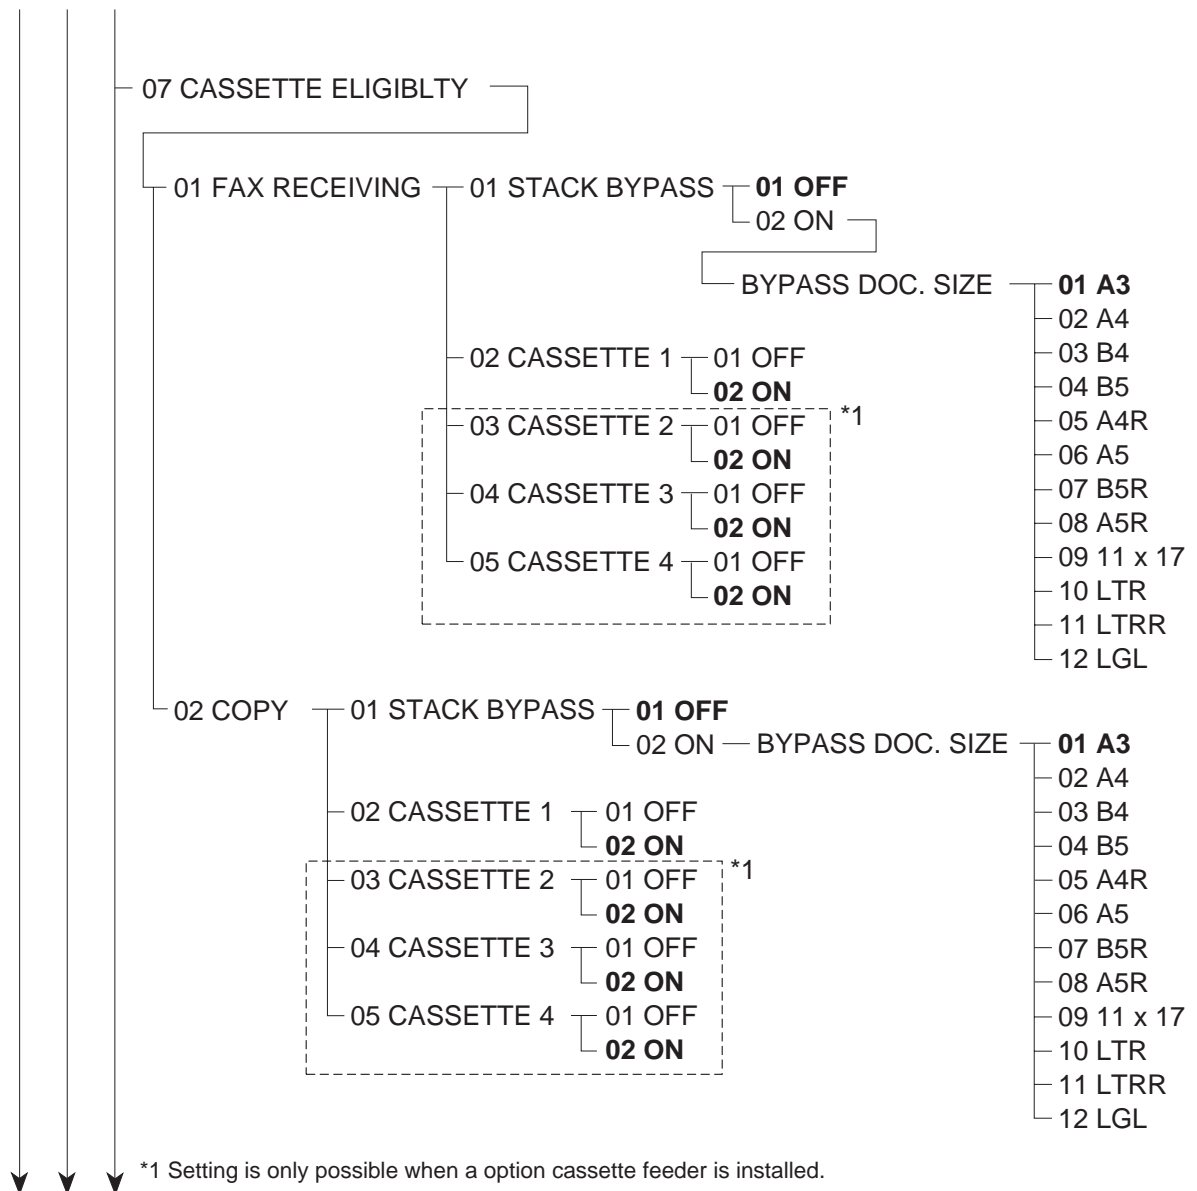 07 CASSETTE ELIGIBLTY
01 FAX RECEIVING
01 STACK BYPASS
01 OFF
02 ON
BYPASS DOC. SIZE
01 A3
02 A4
03 B4
04 B5
05 A4R
06 A5
07 B5R
08 A5R
09 11 x 17
10 LTR
11 LTRR
12 LGL
02 CASSETTE 1
01 OFF
02 ON
*1
03 CASSETTE 2
01 OFF
02 ON
04 CASSETTE 3
01 OFF
02 ON
05 CASSETTE 4
01 OFF
02 ON
02 COPY
01 STACK BYPASS
01 OFF
02 ON
BYPASS DOC. SIZE
01 A3
02 A4
03 B4
04 B5
05 A4R
06 A5
07 B5R
08 A5R
09 11 x 17
10 LTR
11 LTRR
12 LGL
02 CASSETTE 1
01 OFF
02 ON
*1
03 CASSETTE 2
01 OFF
02 ON
04 CASSETTE 3
01 OFF
02 ON
05 CASSETTE 4
01 OFF
02 ON
*1 Setting is only possible when a option cassette feeder is installed.